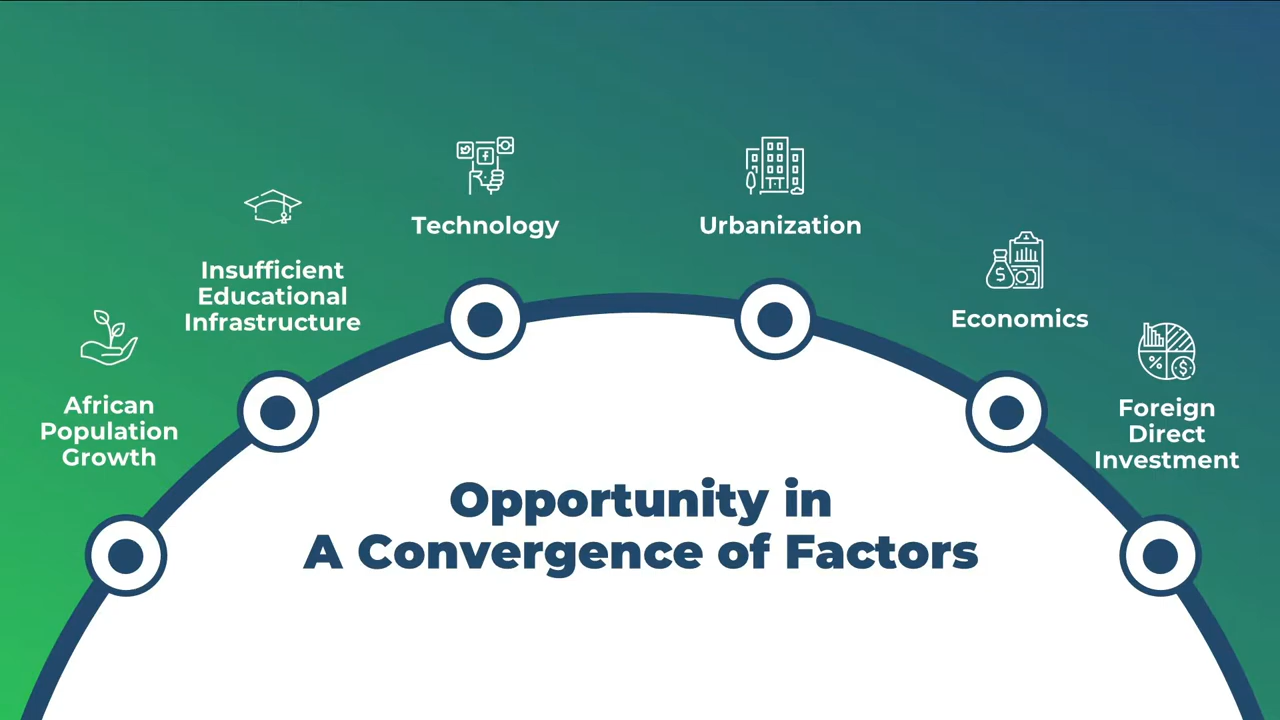 African
Population
Growth
Insufficient
Educational
Infrastructure
Technology
Urbanization
Economics
Foreign
Direct
Investment
Opportunity in
A Convergence of Factors